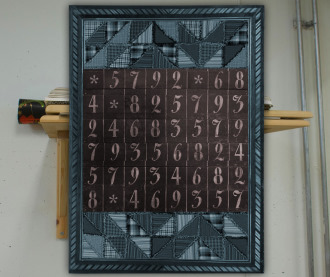 * 5 7 9 2 * 6 8
4 * 8 2 5 7 9 3
2 4 6 8 3 5 7 9
7 9 3 5 6 8 2 4
5 7 9 3 4 6 8 2
8 * 4 6 9 3 5 7